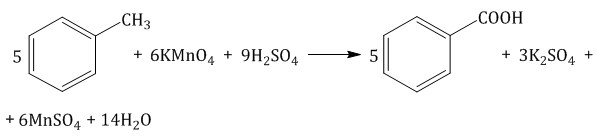 5 CH₃ + 6KMnO₄ + 9H₂SO₄ ⟶ 5 COOH + 3K₂SO₄ +
+ 6MnSO₄ + 14H₂O